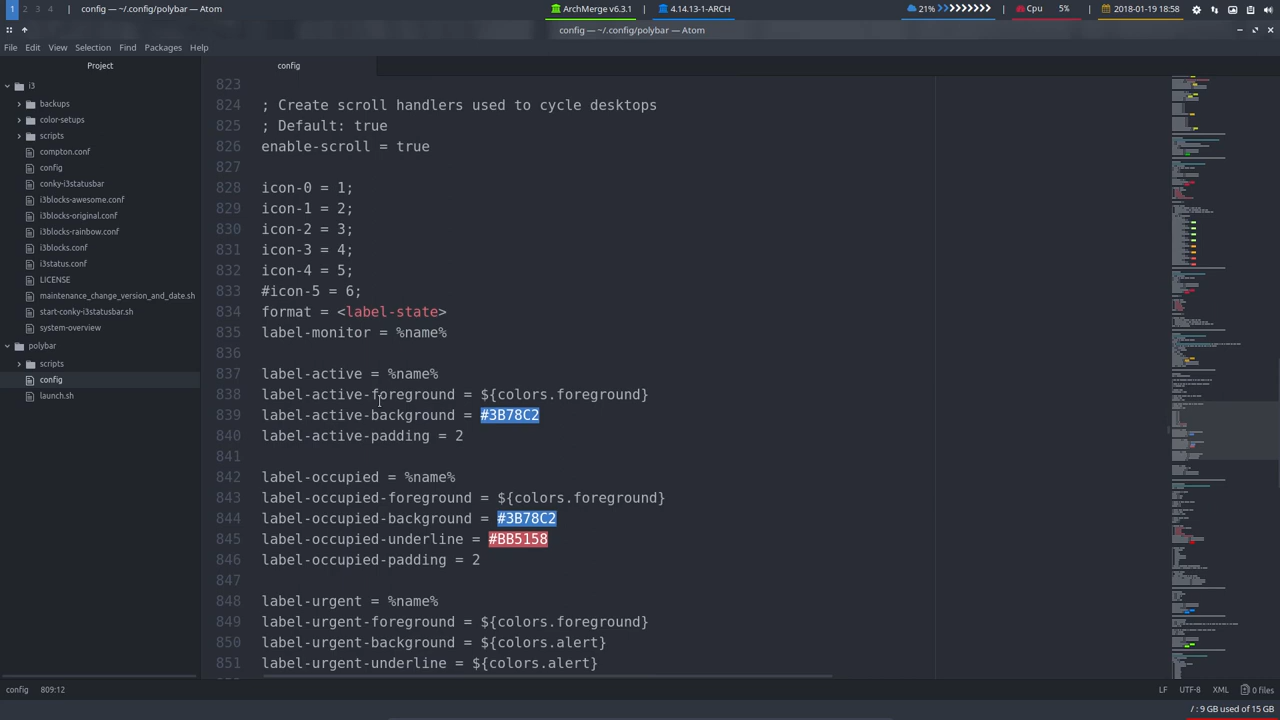 1 2 3 4
config — ~/.config/polybar — Atom
ArchMerge v6.3.1
4.14.13-1-ARCH
21%
Cpu 5%
2018-01-19 18:58
config — ~/.config/polybar — Atom
File Edit View Selection Find Packages Help
Project
config
i3
backups
color-setups
scripts
compton.conf
config
conky-i3statusbar
i3blocks-awesome.conf
i3blocks-original.conf
i3blocks-rainbow.conf
i3blocks.conf
i3status.conf
LICENSE
maintenance_change_version_and_date.sh
start-conky-i3statusbar.sh
system-overview
polybar
scripts
config
launch.sh
823
824 ; Create scroll handlers used to cycle desktops
825 ; Default: true
826 enable-scroll = true
827
828 icon-0 = 1;
829 icon-1 = 2;
830 icon-2 = 3;
831 icon-3 = 4;
832 icon-4 = 5;
833 #icon-5 = 6;
834 format = <label-state>
835 label-monitor = %name%
836
837 label-active = %name%
838 label-active-foreground = ${colors.foreground}
839 label-active-background = #3B78C2
840 label-active-padding = 2
841
842 label-occupied = %name%
843 label-occupied-foreground = ${colors.foreground}
844 label-occupied-background = #3B78C2
845 label-occupied-underline = #BB5158
846 label-occupied-padding =
847
848 label-urgent = %name%
849 label-urgent-foreground = ${colors.foreground}
850 label-urgent-background = ${colors.alert}
851 label-urgent-underline = ${colors.alert}
config 809:12
LF UTF-8 XML 0 files
/ : 9 GB used of 15 GB